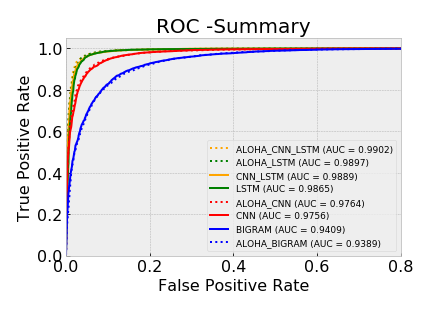 ROC -Summary
1.0
0.8
0.6
0.4
0.2
0.0
True Positive Rate
ALOHA_CNN_LSTM (AUC = 0.9902)
ALOHA_LSTM (AUC = 0.9897)
CNN_LSTM (AUC = 0.9889)
LSTM (AUC = 0.9865)
ALOHA_CNN (AUC = 0.9764)
CNN (AUC = 0.9756)
BIGRAM (AUC = 0.9409)
ALOHA_BIGRAM (AUC = 0.9389)
0.0 0.2 0.4 0.6 0.8
False Positive Rate